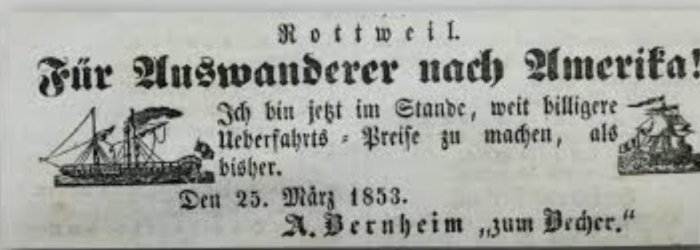 Rottweil.
Für Auswanderer nach Amerika!
Ich bin jetzt im Stande, weit billigere
Ueberfahrts-Preise zu machen, als
bisher.
Den 25. März 1853.
A. Bernheim „zum Becher.“